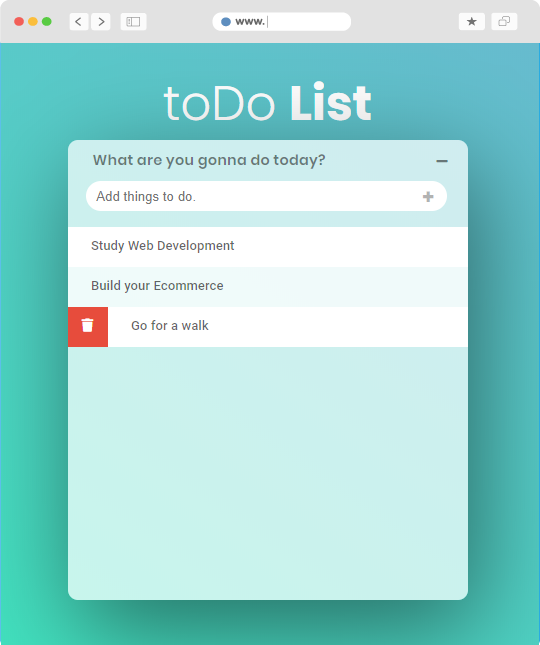 www.
toDo List
What are you gonna do today?
Add things to do.
Study Web Development
Build your Ecommerce
Go for a walk